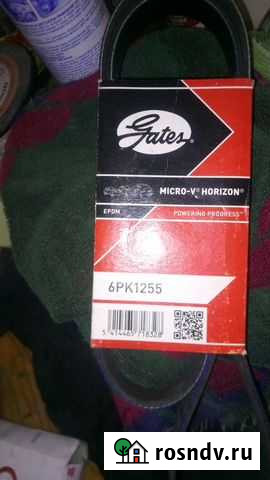 Gates
MICRO-V® HORIZON®
EPDM
POWERING PROGRESS™
6PK1255
rosndv.ru